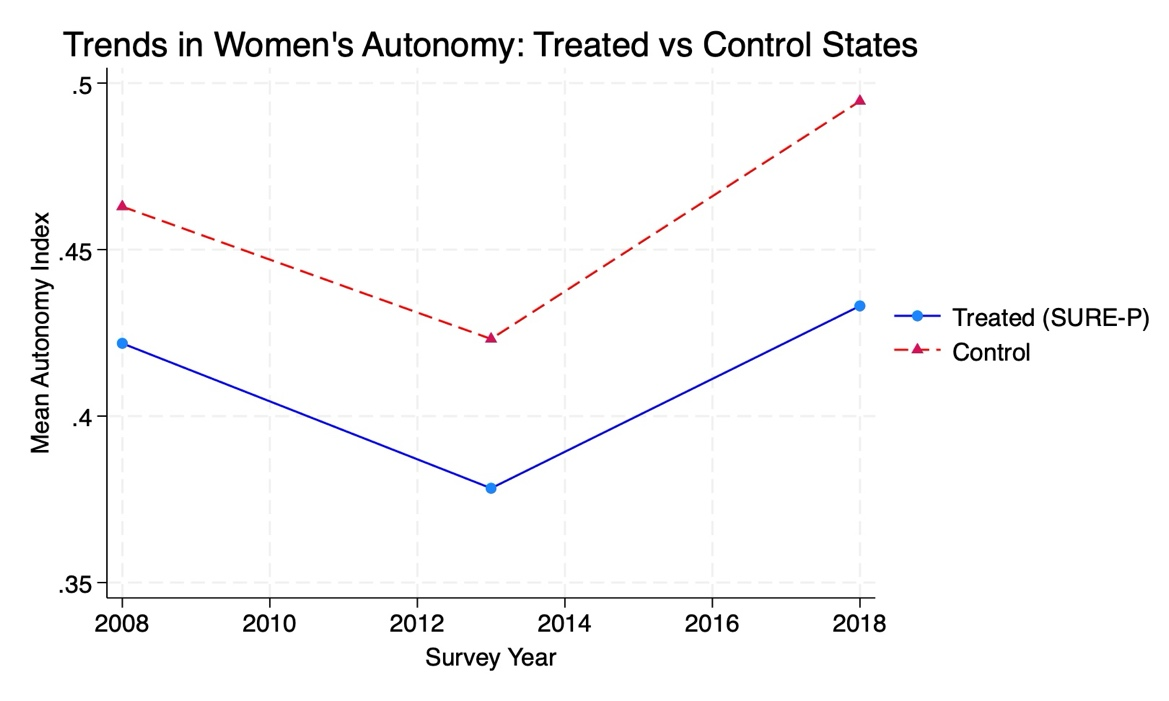 Trends in Women's Autonomy: Treated vs Control States
Mean Autonomy Index
.5
.45
.4
.35
2008 2010 2012 2014 2016 2018
Survey Year
Treated (SURE-P)
Control